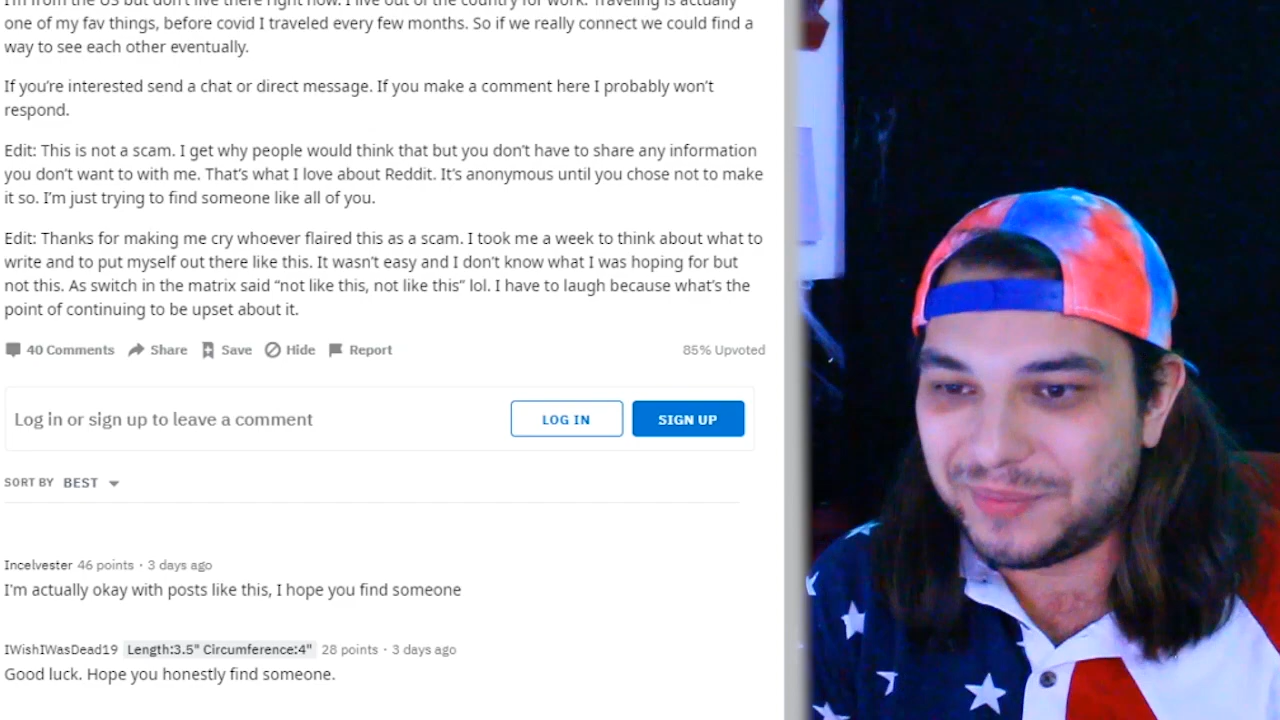 I'm from the US but don't live there right now. I live out of the country for work. Traveling is actually
one of my fav things, before covid I traveled every few months. So if we really connect we could find a
way to see each other eventually.
If you're interested send a chat or direct message. If you make a comment here I probably won't
respond.
Edit: This is not a scam. I get why people would think that but you don't have to share any information
you don't want to with me. That's what I love about Reddit. It's anonymous until you chose not to make
it so. I'm just trying to find someone like all of you.
Edit: Thanks for making me cry whoever flaired this as a scam. I took me a week to think about what to
write and to put myself out there like this. It wasn't easy and I don't know what I was hoping for but
not this. As switch in the matrix said “not like this, not like this” lol. I have to laugh because what's the
point of continuing to be upset about it.
40 Comments Share Save Hide Report 85% Upvoted
Log in or sign up to leave a comment LOG IN SIGN UP
SORT BY BEST
Incelvester 46 points · 3 days ago
I'm actually okay with posts like this, I hope you find someone
IWishIWasDead19 Length:3.5" Circumference:4" 28 points · 3 days ago
Good luck. Hope you honestly find someone.